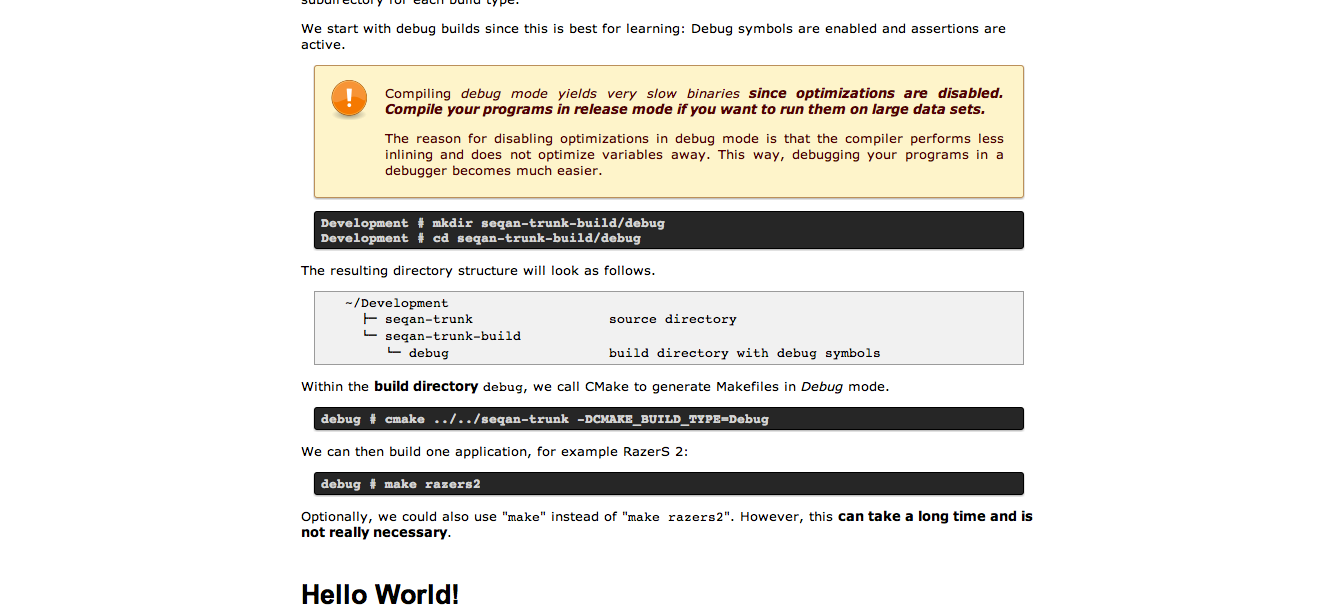 subdirectory for each build type.
We start with debug builds since this is best for learning: Debug symbols are enabled and assertions are
active.
!
Compiling debug mode yields very slow binaries since optimizations are disabled.
Compile your programs in release mode if you want to run them on large data sets.
The reason for disabling optimizations in debug mode is that the compiler performs less
inlining and does not optimize variables away. This way, debugging your programs in a
debugger becomes much easier.
Development # mkdir seqan-trunk-build/debug
Development # cd seqan-trunk-build/debug
The resulting directory structure will look as follows.
~/Development
├─ seqan-trunk source directory
└─ seqan-trunk-build
└─ debug build directory with debug symbols
Within the build directory debug, we call CMake to generate Makefiles in Debug mode.
debug # cmake ../../seqan-trunk -DCMAKE_BUILD_TYPE=Debug
We can then build one application, for example RazerS 2:
debug # make razers2
Optionally, we could also use "make" instead of "make razers2". However, this can take a long time and is
not really necessary.
Hello World!